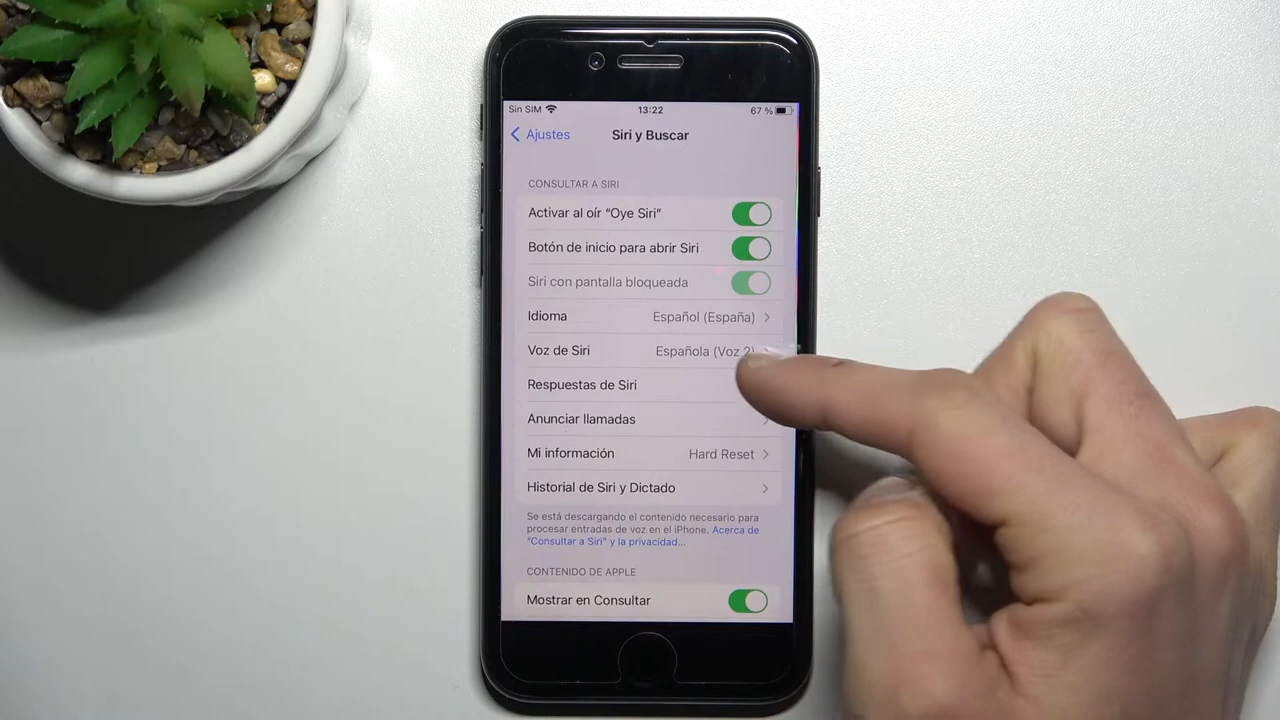 Sin SIM 13:22 67 %
Ajustes Siri y Buscar
CONSULTAR A SIRI
Activar al oír “Oye Siri”
Botón de inicio para abrir Siri
Siri con pantalla bloqueada
Idioma Español (España)
Voz de Siri Española (Voz 2)
Respuestas de Siri
Anunciar llamadas
Mi información Hard Reset
Historial de Siri y Dictado
Se está descargando el contenido necesario para
procesar entradas de voz en el iPhone. Acerca de
“Consultar a Siri” y la privacidad...
CONTENIDO DE APPLE
Mostrar en Consultar